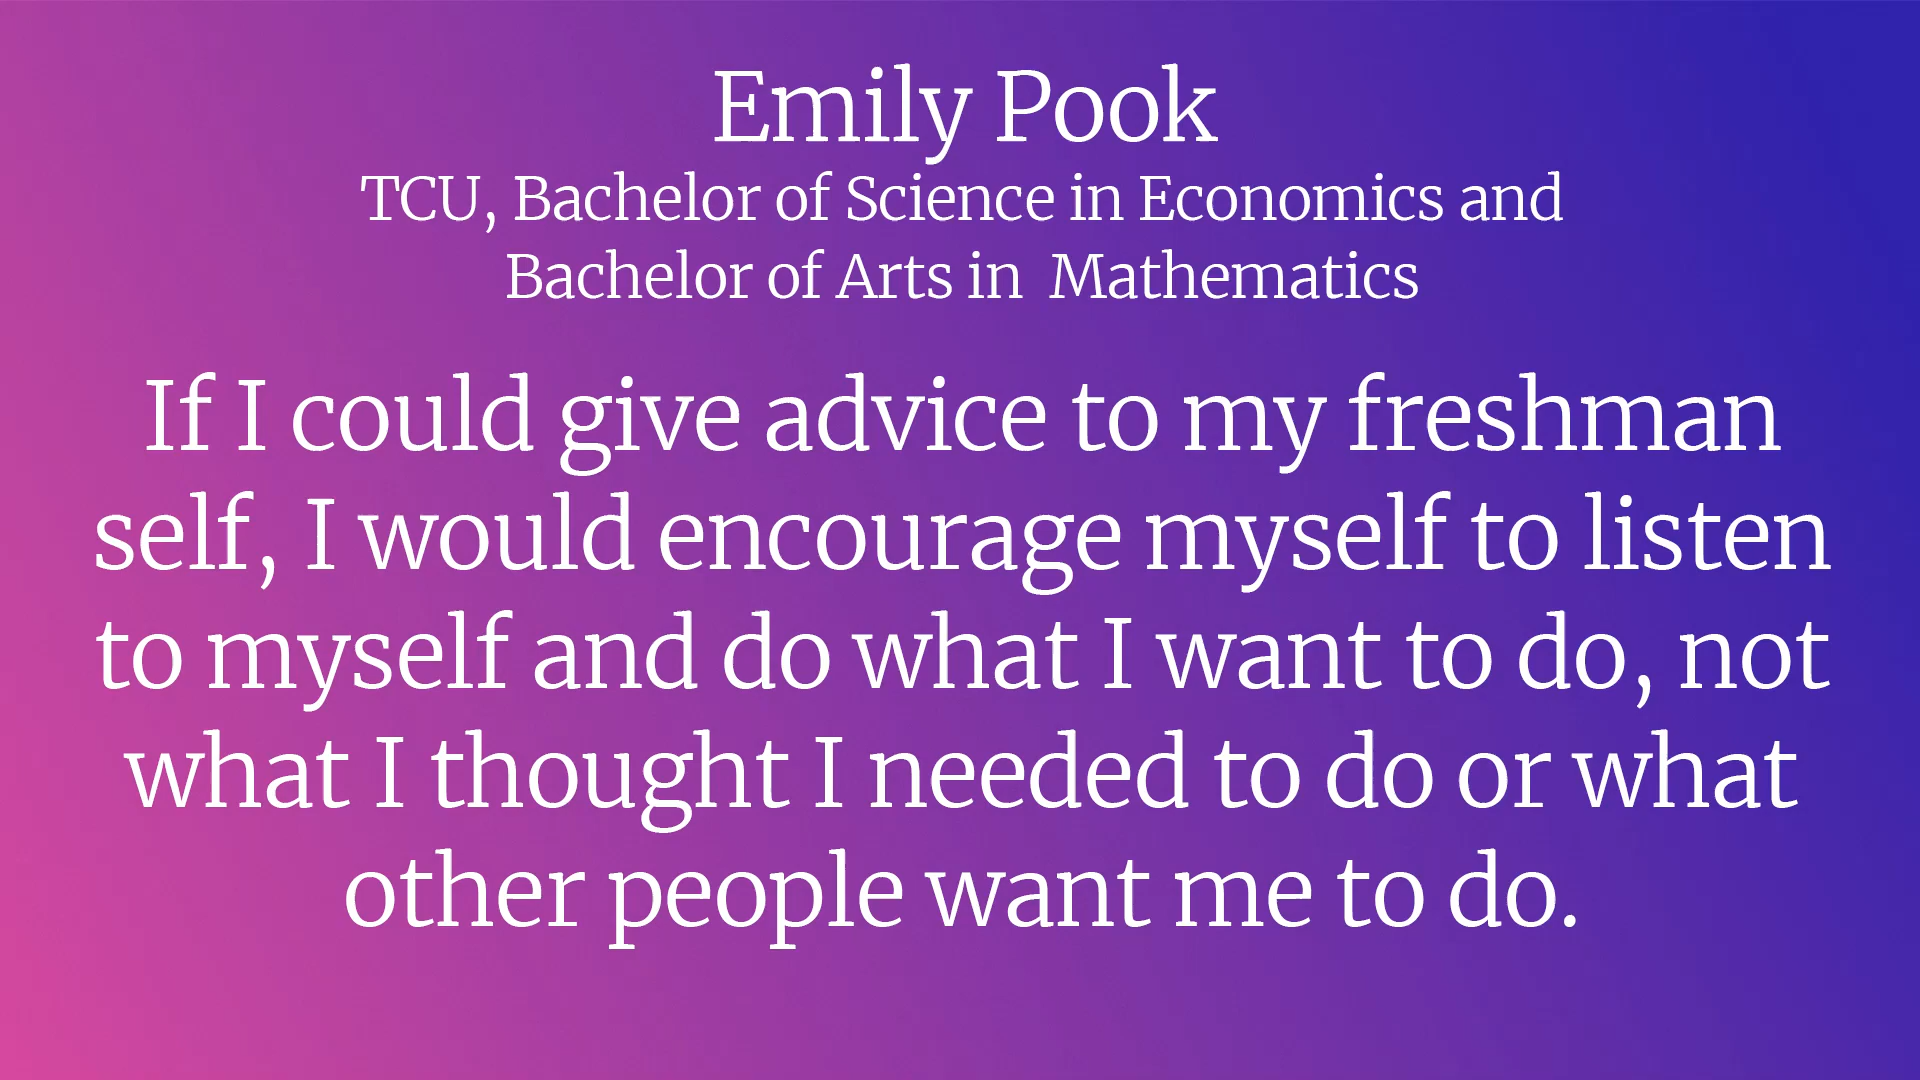 Emily Pook
TCU, Bachelor of Science in Economics and
Bachelor of Arts in  Mathematics
If I could give advice to my freshman
self, I would encourage myself to listen
to myself and do what I want to do, not
what I thought I needed to do or what
other people want me to do.